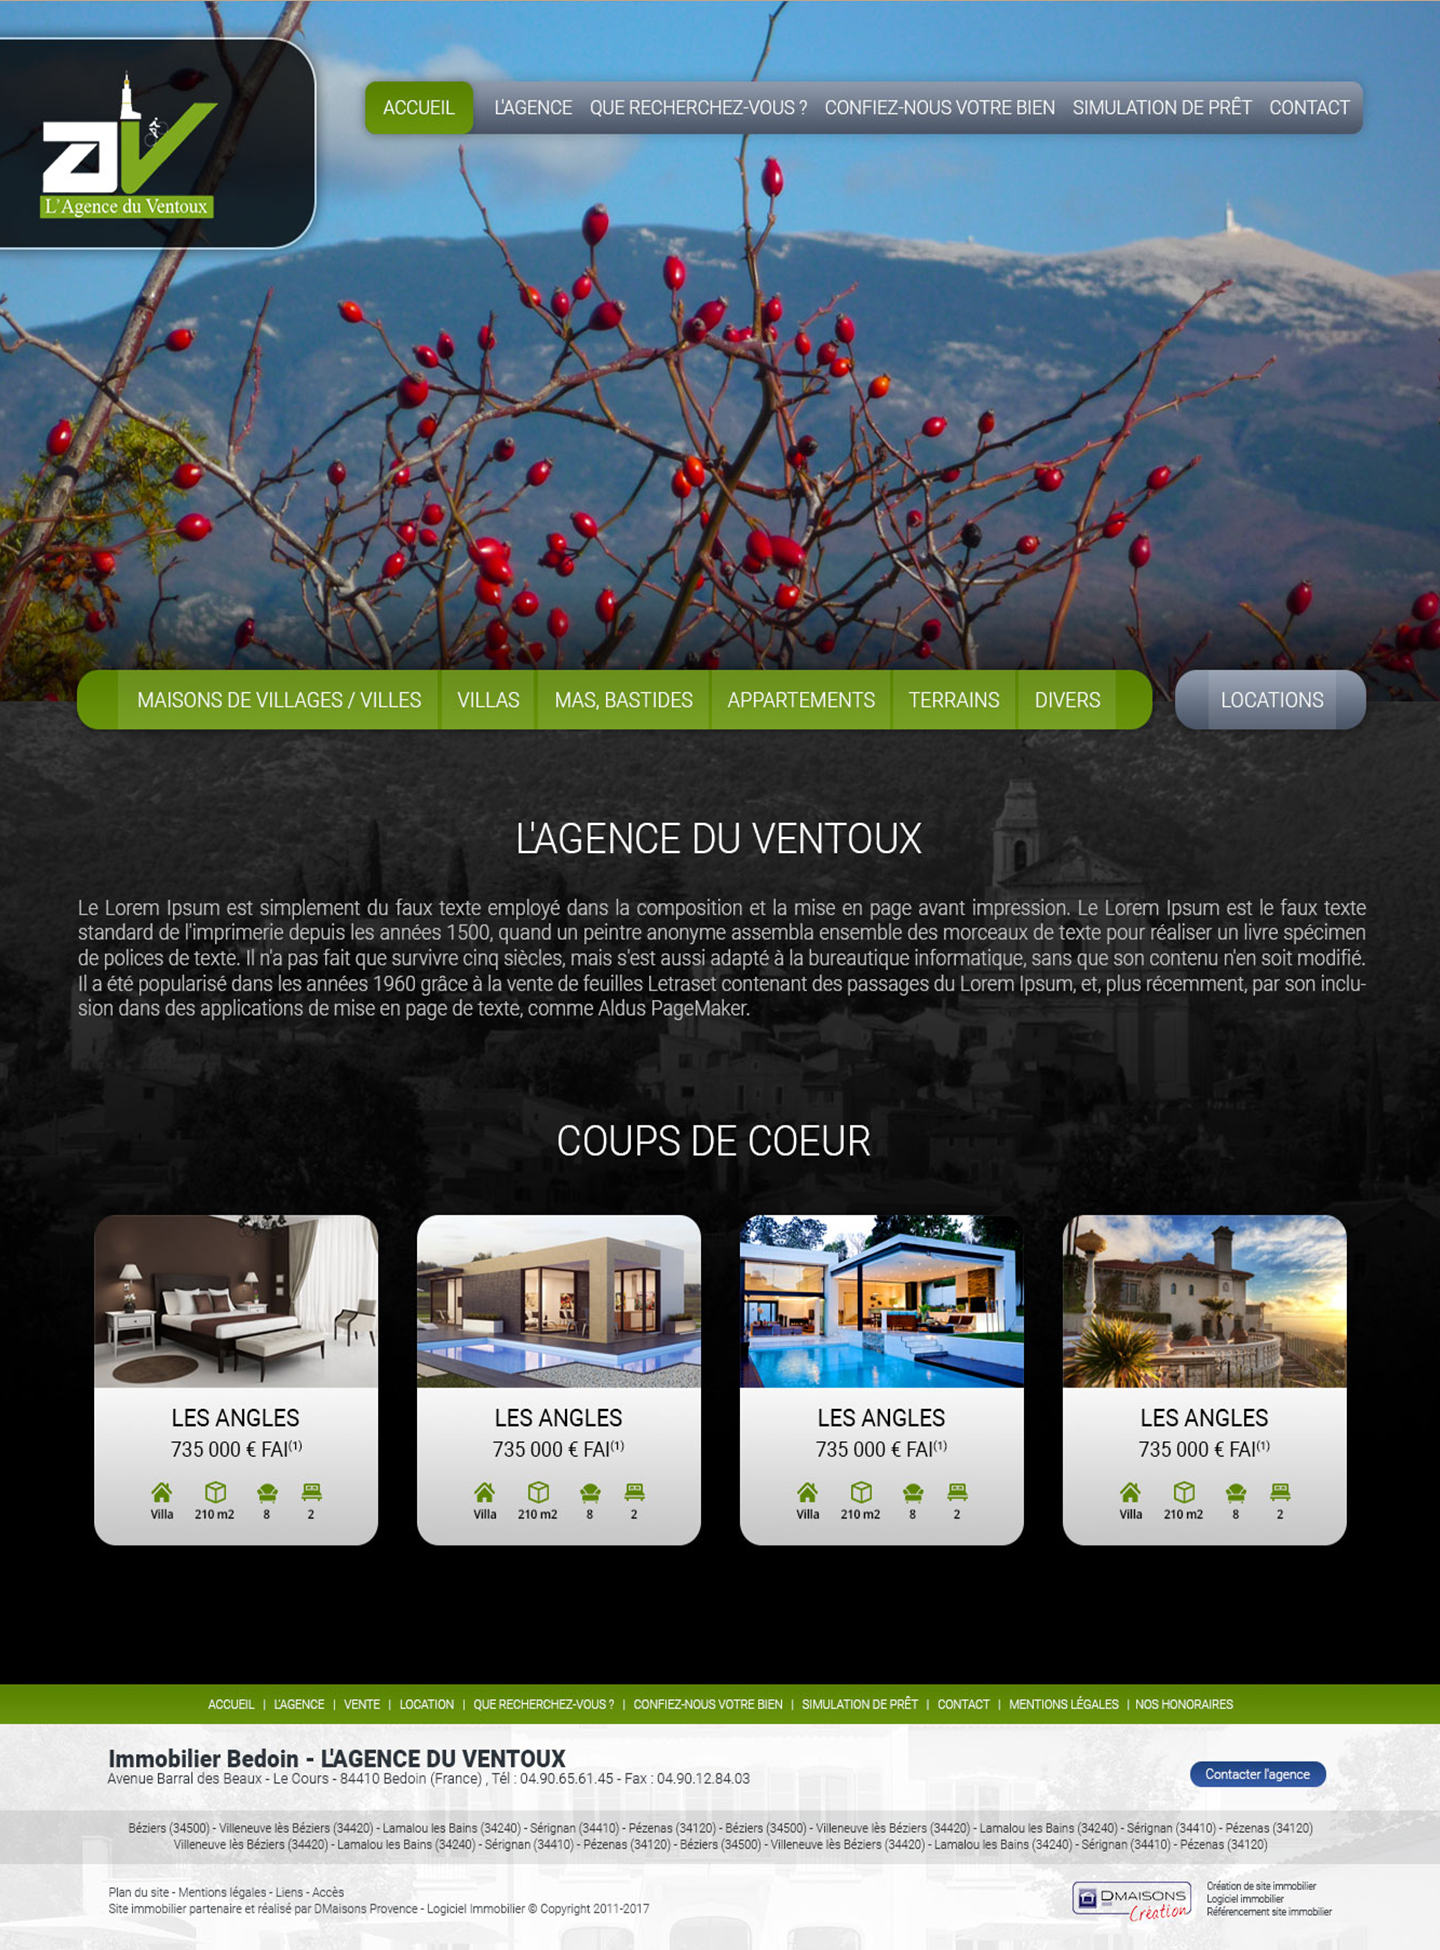 L'Agence du Ventoux
ACCUEIL L'AGENCE QUE RECHERCHEZ-VOUS ? CONFIEZ-NOUS VOTRE BIEN SIMULATION DE PRÊT CONTACT
MAISONS DE VILLAGES / VILLES VILLAS MAS, BASTIDES APPARTEMENTS TERRAINS DIVERS LOCATIONS
L'AGENCE DU VENTOUX
Le Lorem Ipsum est simplement du faux texte employé dans la composition et la mise en page avant impression. Le Lorem Ipsum est le faux texte
standard de l'imprimerie depuis les années 1500, quand un peintre anonyme assembla ensemble des morceaux de texte pour réaliser un livre spécimen
de polices de texte. Il n'a pas fait que survivre cinq siècles, mais s'est aussi adapté à la bureautique informatique, sans que son contenu n'en soit modifié.
Il a été popularisé dans les années 1960 grâce à la vente de feuilles Letraset contenant des passages du Lorem Ipsum, et, plus récemment, par son inclu-
sion dans des applications de mise en page de texte, comme Aldus PageMaker.
COUPS DE COEUR
LES ANGLES
735 000 € FAI(1)
Villa 210 m2 8 2
LES ANGLES
735 000 € FAI(1)
Villa 210 m2 8 2
LES ANGLES
735 000 € FAI(1)
Villa 210 m2 8 2
LES ANGLES
735 000 € FAI(1)
Villa 210 m2 8 2
ACCUEIL | L'AGENCE | VENTE | LOCATION | QUE RECHERCHEZ-VOUS ? | CONFIEZ-NOUS VOTRE BIEN | SIMULATION DE PRÊT | CONTACT | MENTIONS LÉGALES | NOS HONORAIRES
Immobilier Bedoin - L'AGENCE DU VENTOUX
Avenue Barral des Beaux - Le Cours - 84410 Bedoin (France) , Tél : 04.90.65.61.45 - Fax : 04.90.12.84.03
Contacter l'agence
Béziers (34500) - Villeneuve lès Béziers (34420) - Lamalou les Bains (34240) - Sérignan (34410) - Pézenas (34120) - Béziers (34500) - Villeneuve lès Béziers (34420) - Lamalou les Bains (34240) - Sérignan (34410) - Pézenas (34120)
Villeneuve lès Béziers (34420) - Lamalou les Bains (34240) - Sérignan (34410) - Pézenas (34120) - Béziers (34500) - Villeneuve lès Béziers (34420) - Lamalou les Bains (34240) - Sérignan (34410) - Pézenas (34120)
Plan du site - Mentions légales - Liens - Accès
Site immobilier partenaire et réalisé par DMaisons Provence - Logiciel Immobilier © Copyright 2011-2017
DMAISONS
Création
Création de site immobilier
Logiciel immobilier
Référencement site immobilier